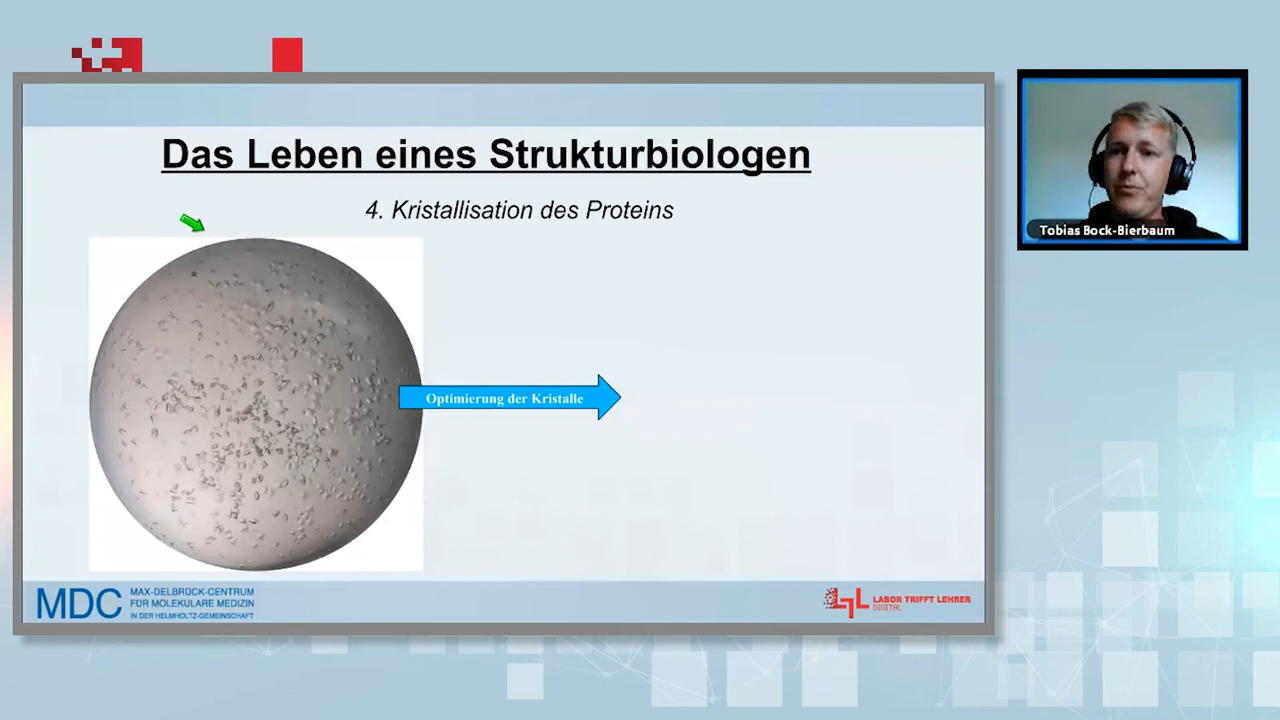 Das Leben eines Strukturbiologen
4. Kristallisation des Proteins
Optimierung der Kristalle
Tobias Bock-Bierbaum
MDC
MAX-DELBRÜCK-CENTRUM
FÜR MOLEKULARE MEDIZIN
IN DER HELMHOLTZ-GEMEINSCHAFT
LTL
LABOR TRIFFT LEHRER
DIGITAL